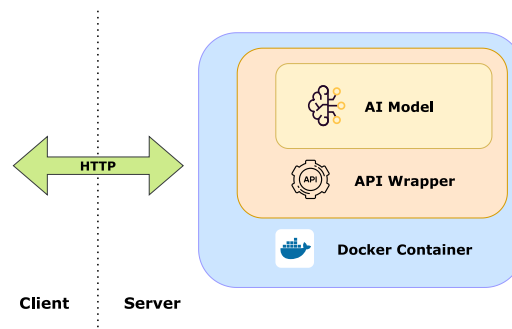 AI Model
HTTP
API
API Wrapper
Docker Container
Client
Server